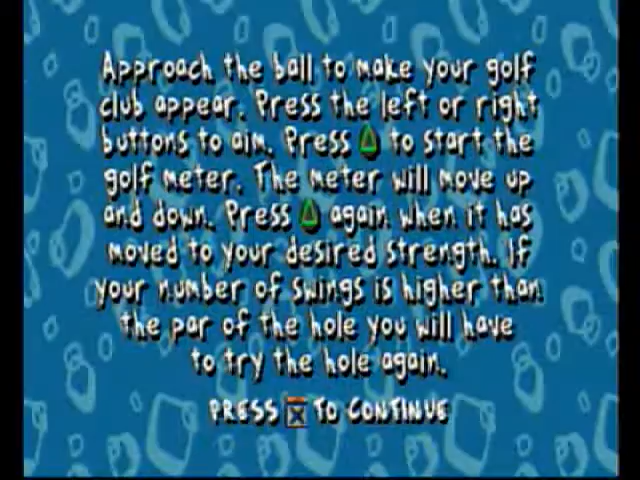 Approach the ball to make your golf
club appear. Press the left or right
buttons to aim. Press △ to start the
golf meter. The meter will move up
and down. Press △ again when it has
moved to your desired strength. If
your number of swings is higher than
the par of the hole you will have
to try the hole again.
PRESS X TO CONTINUE